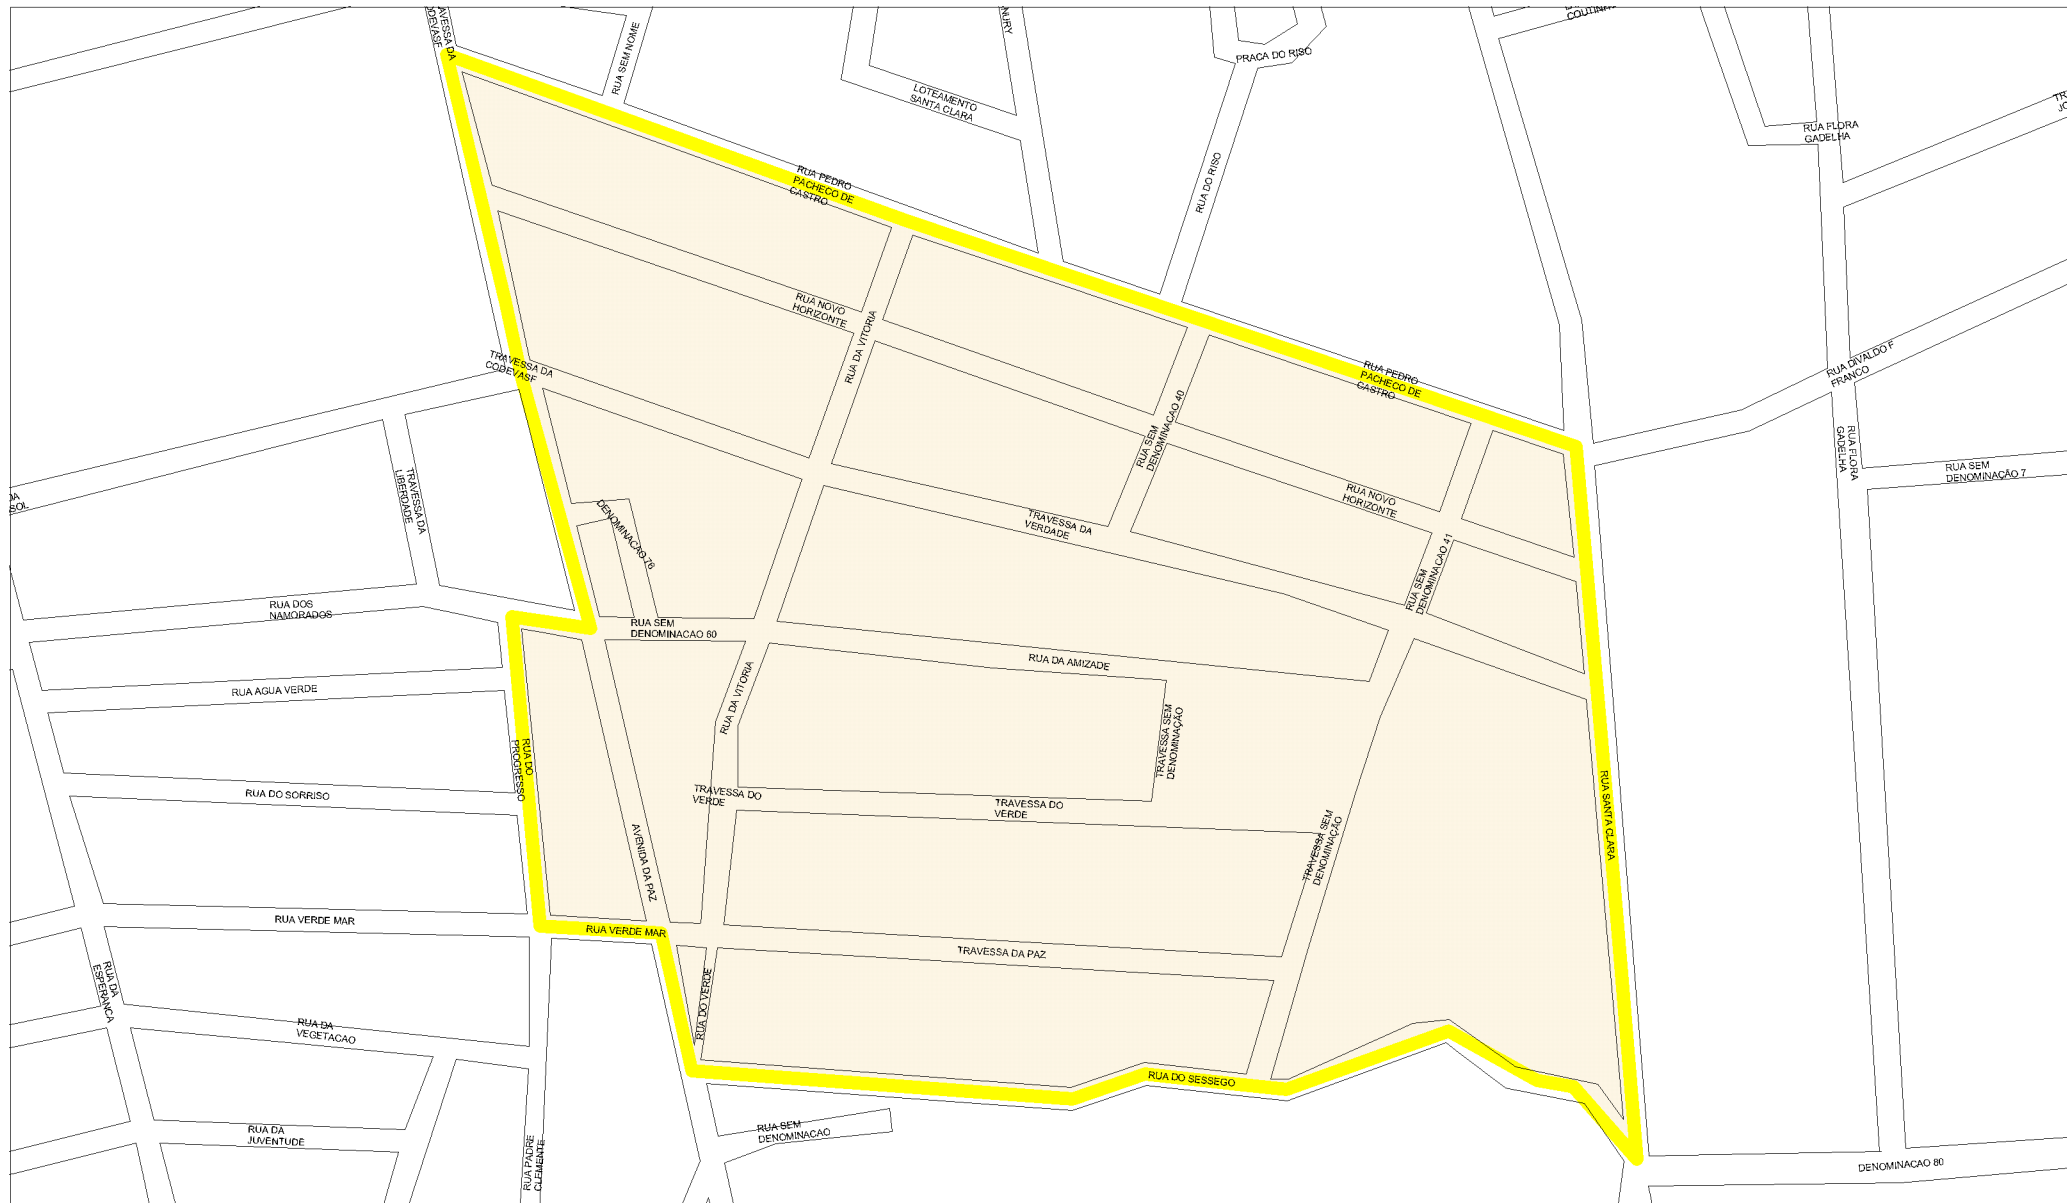 TRAVESSA DA
CODEVASF
RUA SEM NOME
LOTEAMENTO
SANTA CLARA
NURY
PRACA DO RISO
COUTINHO
RUA FLORA
GADELHA
RUA PEDRO
PACHECO DE
CASTRO
RUA DO RISO
RUA NOVO
HORIZONTE
RUA DA VITORIA
TRAVESSA DA
CODEVASF
RUA PEDRO
PACHECO DE
CASTRO
RUA DIVALDO F
FRANCO
RUA SEM
DENOMINACAO 40
RUA FLORA
GADELHA
RUA SEM
DENOMINAÇÃO 7
TRAVESSA DA
LIBERDADE
DA
SOL
RUA NOVO
HORIZONTE
DENOMINACAO 76
TRAVESSA DA
VERDADE
RUA SEM
DENOMINACAO 41
RUA DOS
NAMORADOS
RUA SEM
DENOMINACAO 60
RUA DA AMIZADE
RUA AGUA VERDE
RUA DA VITORIA
TRAVESSA SEM
DENOMINAÇÃO
RUA DO
PROGRESSO
RUA DO SORRISO
TRAVESSA DO
VERDE
TRAVESSA DO
VERDE
RUA SANTA CLARA
AVENIDA DA PAZ
TRAVESSA SEM
DENOMINAÇÃO
RUA VERDE MAR
RUA VERDE MAR
TRAVESSA DA PAZ
RUA DA
ESPERANCA
RUA DO VERDE
RUA DA
VEGETACAO
RUA DO SESSEGO
RUA DA
JUVENTUDE
RUA SEM
DENOMINACAO
RUA PADRE
CLEMENTE
DENOMINACAO 80